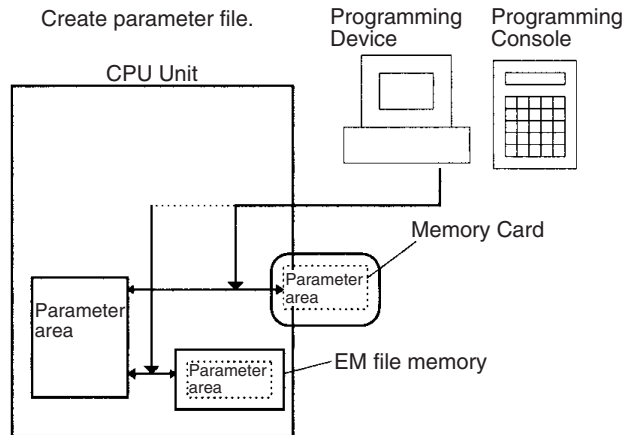 Create parameter file.
Programming
Device
Programming
Console
CPU Unit
Memory Card
Parameter
area
Parameter
area
EM file memory
Parameter
area